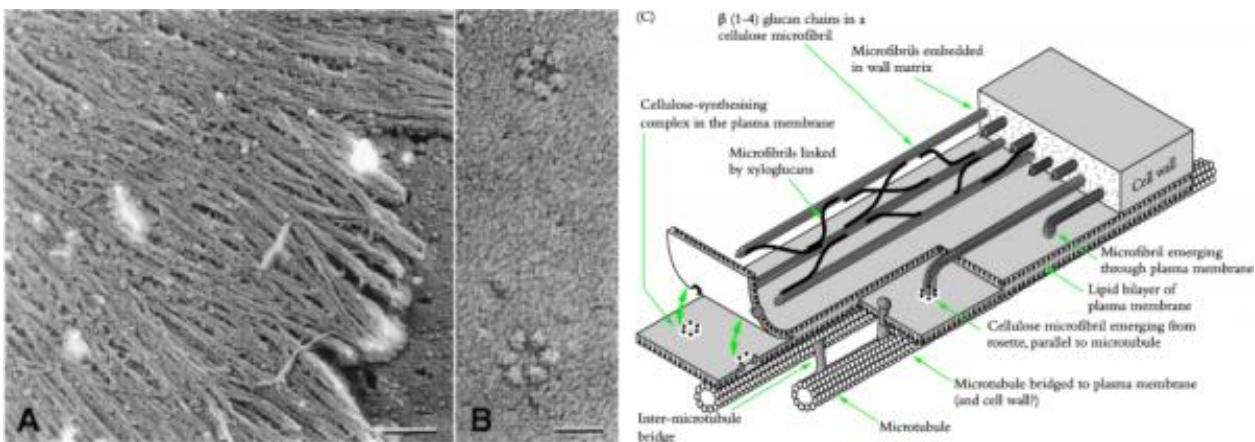 A
B
(C)
β (1-4) glucan chains in a
cellulose microfibril
Microfibrils embedded
in wall matrix
Cellulose-synthesising
complex in the plasma membrane
Microfibrils linked
by xyloglucans
Cell wall
Microfibril emerging
through plasma membrane
Lipid bilayer of
plasma membrane
Cellulose microfibril emerging from
rosette, parallel to microtubule
Microtubule bridged to plasma membrane
(and cell wall?)
Inter-microtubule
bridge
Microtubule